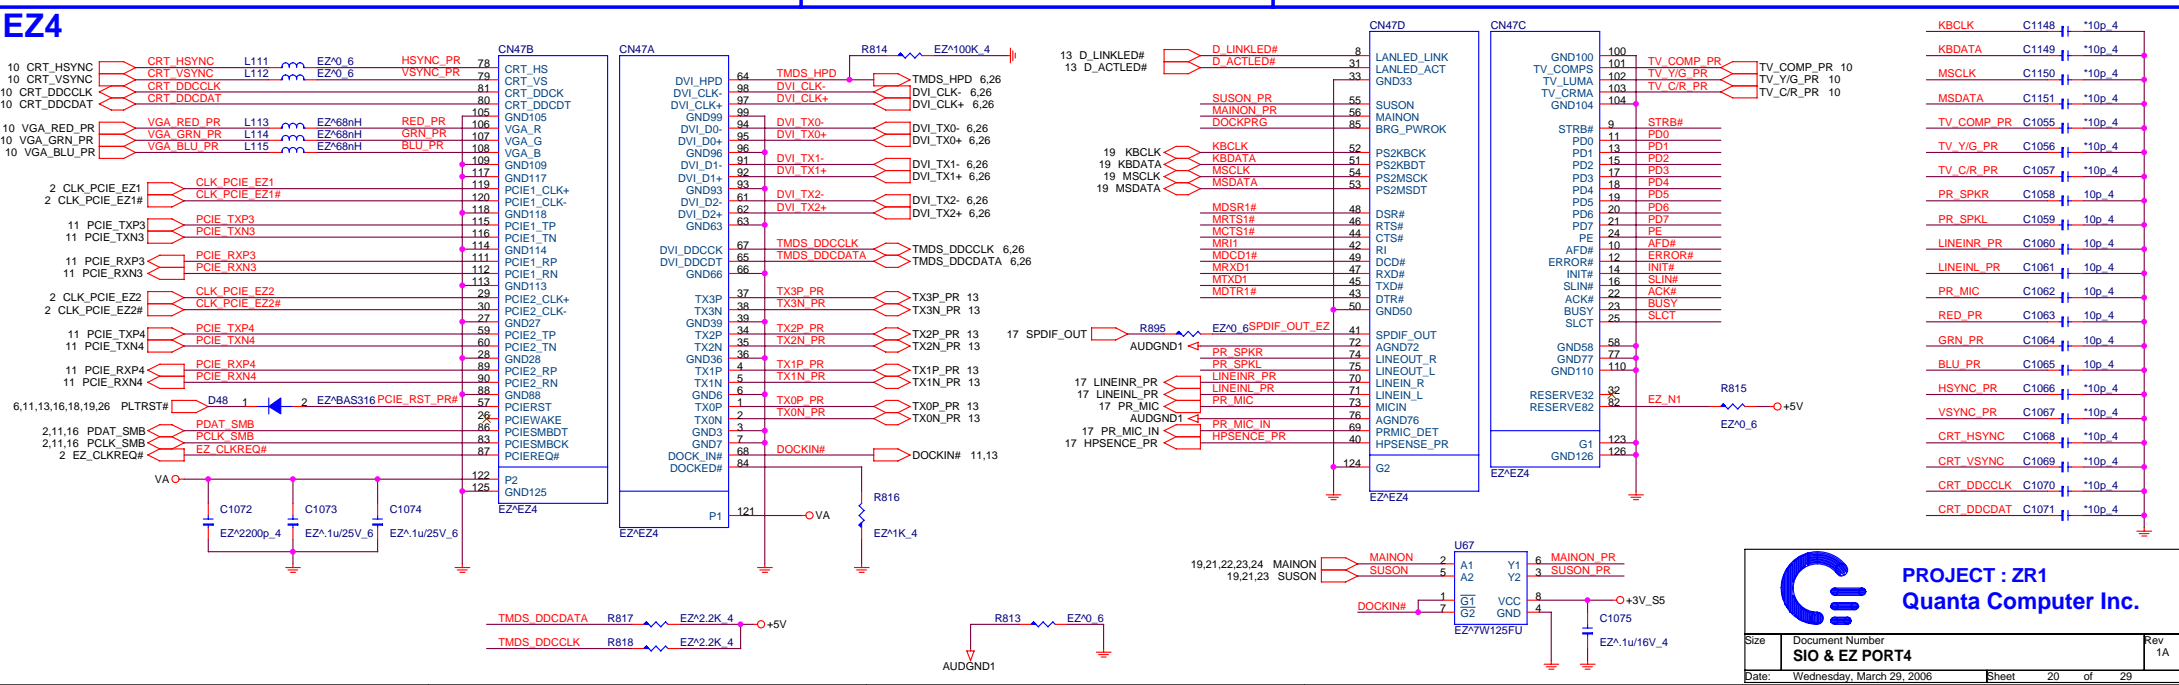 EZ4
CN47B
CN47A
R814
EZ^100K_4
10 CRT_HSYNC
CRT_HSYNC
L111
EZ^0_6
HSYNC_PR
78
CRT_HS
10 CRT_VSYNC
CRT_VSYNC
L112
EZ^0_6
VSYNC_PR
79
CRT_VS
10 CRT_DDCCLK
CRT_DDCCLK
81
CRT_DDCK
10 CRT_DDCDAT
CRT_DDCDAT
80
CRT_DDCDT
105
GND105
10 VGA_RED_PR
VGA_RED_PR
L113
EZ^68nH
RED_PR
106
VGA_R
10 VGA_GRN_PR
VGA_GRN_PR
L114
EZ^68nH
GRN_PR
107
VGA_G
10 VGA_BLU_PR
VGA_BLU_PR
L115
EZ^68nH
BLU_PR
108
VGA_B
109
GND109
117
GND117
2 CLK_PCIE_EZ1
CLK_PCIE_EZ1
119
PCIE1_CLK+
2 CLK_PCIE_EZ1#
CLK_PCIE_EZ1#
120
PCIE1_CLK-
118
GND118
11 PCIE_TXP3
PCIE_TXP3
115
PCIE1_TP
11 PCIE_TXN3
PCIE_TXN3
116
PCIE1_TN
114
GND114
11 PCIE_RXP3
PCIE_RXP3
111
PCIE1_RP
11 PCIE_RXN3
PCIE_RXN3
112
PCIE1_RN
113
GND113
2 CLK_PCIE_EZ2
CLK_PCIE_EZ2
29
PCIE2_CLK+
2 CLK_PCIE_EZ2#
CLK_PCIE_EZ2#
30
PCIE2_CLK-
27
GND27
11 PCIE_TXP4
PCIE_TXP4
59
PCIE2_TP
11 PCIE_TXN4
PCIE_TXN4
60
PCIE2_TN
28
GND28
11 PCIE_RXP4
PCIE_RXP4
89
PCIE2_RP
11 PCIE_RXN4
PCIE_RXN4
90
PCIE2_RN
88
GND88
6,11,13,16,18,19,26 PLTRST#
D48
1
2
EZ^BAS316
PCIE_RST_PR#
57
PCIERST
26
PCIEWAKE
2,11,16 PDAT_SMB
PDAT_SMB
86
PCIESMBDT
2,11,16 PCLK_SMB
PCLK_SMB
83
PCIESMBCK
2 EZ_CLKREQ#
EZ_CLKREQ#
87
PCIEREQ#
VA
122
P2
125
GND125
EZ^EZ4
C1072
EZ^2200p_4
C1073
EZ^.1u/25V_6
C1074
EZ^.1u/25V_6
DVI_HPD
64
TMDS_HPD
TMDS_HPD 6,26
DVI_CLK-
98
DVI_CLK-
DVI_CLK- 6,26
DVI_CLK+
97
DVI_CLK+
DVI_CLK+ 6,26
GND99
99
DVI_D0-
94
DVI_TX0-
DVI_TX0- 6,26
DVI_D0+
95
DVI_TX0+
DVI_TX0+ 6,26
GND96
96
DVI_D1-
91
DVI_TX1-
DVI_TX1- 6,26
DVI_D1+
92
DVI_TX1+
DVI_TX1+ 6,26
GND93
93
DVI_D2-
61
DVI_TX2-
DVI_TX2- 6,26
DVI_D2+
62
DVI_TX2+
DVI_TX2+ 6,26
GND63
63
DVI_DDCCK
67
TMDS_DDCCLK
TMDS_DDCCLK 6,26
DVI_DDCDT
65
TMDS_DDCDATA
TMDS_DDCDATA 6,26
GND66
66
TX3P
37
TX3P_PR
TX3P_PR 13
TX3N
38
TX3N_PR
TX3N_PR 13
GND39
39
TX2P
34
TX2P_PR
TX2P_PR 13
TX2N
35
TX2N_PR
TX2N_PR 13
GND36
36
TX1P
4
TX1P_PR
TX1P_PR 13
TX1N
5
TX1N_PR
TX1N_PR 13
GND6
6
TX0P
1
TX0P_PR
TX0P_PR 13
TX0N
2
TX0N_PR
TX0N_PR 13
GND3
3
GND7
7
DOCK_IN#
68
DOCKIN#
DOCKIN# 11,13
DOCKED#
84
P1
121
VA
EZ^EZ4
R816
EZ^1K_4
TMDS_DDCDATA
R817
EZ^2.2K_4
+5V
TMDS_DDCCLK
R818
EZ^2.2K_4
R813
EZ^0_6
AUDGND1
CN47D
CN47C
13 D_LINKLED#
D_LINKLED#
8
LANLED_LINK
13 D_ACTLED#
D_ACTLED#
31
LANLED_ACT
33
GND33
SUSON_PR
55
SUSON
MAINON_PR
56
MAINON
DOCKPRG
85
BRG_PWROK
19 KBCLK
KBCLK
52
PS2KBCK
19 KBDATA
KBDATA
51
PS2KBDT
19 MSCLK
MSCLK
54
PS2MSCK
19 MSDATA
MSDATA
53
PS2MSDT
MDSR1#
48
DSR#
MRTS1#
46
RTS#
MCTS1#
44
CTS#
MRI1
42
RI
MDCD1#
49
DCD#
MRXD1
47
RXD#
MTXD1
45
TXD#
MDTR1#
43
DTR#
50
GND50
17 SPDIF_OUT
R895
EZ^0_6
SPDIF_OUT_EZ
41
SPDIF_OUT
AUDGND1
72
AGND72
PR_SPKR
74
LINEOUT_R
PR_SPKL
75
LINEOUT_L
17 LINEINR_PR
LINEINR_PR
70
LINEIN_R
17 LINEINL_PR
LINEINL_PR
71
LINEIN_L
17 PR_MIC
PR_MIC
73
MICIN
AUDGND1
76
AGND76
17 PR_MIC_IN
PR_MIC_IN
69
PRMIC_DET
17 HPSENCE_PR
HPSENCE_PR
40
HPSENSE_PR
124
G2
EZ^EZ4
GND100
100
TV_COMPS
101
TV_COMP_PR
TV_COMP_PR 10
TV_LUMA
102
TV_Y/G_PR
TV_Y/G_PR 10
TV_CRMA
103
TV_C/R_PR
TV_C/R_PR 10
GND104
104
STRB#
9
STRB#
PD0
11
PD0
PD1
13
PD1
PD2
15
PD2
PD3
17
PD3
PD4
18
PD4
PD5
19
PD5
PD6
20
PD6
PD7
21
PD7
PE
24
PE
AFD#
10
AFD#
ERROR#
12
ERROR#
INIT#
14
INIT#
SLIN#
16
SLIN#
ACK#
22
ACK#
BUSY
23
BUSY
SLCT
25
SLCT
GND58
58
GND77
77
GND110
110
RESERVE32
32
RESERVE82
82
EZ_N1
R815
EZ^0_6
+5V
G1
123
GND126
126
EZ^EZ4
U67
19,21,22,23,24 MAINON
MAINON
2
A1
Y1
6
MAINON_PR
19,21,23 SUSON
SUSON
5
A2
Y2
3
SUSON_PR
DOCKIN#
1
G1
VCC
8
+3V_S5
7
G2
GND
4
EZ^7W125FU
C1075
EZ^.1u/16V_4
KBCLK C1148 *10p_4
KBDATA C1149 *10p_4
MSCLK C1150 *10p_4
MSDATA C1151 *10p_4
TV_COMP_PR C1055 *10p_4
TV_Y/G_PR C1056 *10p_4
TV_C/R_PR C1057 *10p_4
PR_SPKR C1058 10p_4
PR_SPKL C1059 10p_4
LINEINR_PR C1060 10p_4
LINEINL_PR C1061 10p_4
PR_MIC C1062 10p_4
RED_PR C1063 10p_4
GRN_PR C1064 10p_4
BLU_PR C1065 10p_4
HSYNC_PR C1066 *10p_4
VSYNC_PR C1067 *10p_4
CRT_HSYNC C1068 *10p_4
CRT_VSYNC C1069 *10p_4
CRT_DDCCLK C1070 *10p_4
CRT_DDCDAT C1071 *10p_4
PROJECT : ZR1
Quanta Computer Inc.
Size
Document Number
Rev
SIO & EZ PORT4
1A
Date: Wednesday, March 29, 2006
Sheet 20 of 29